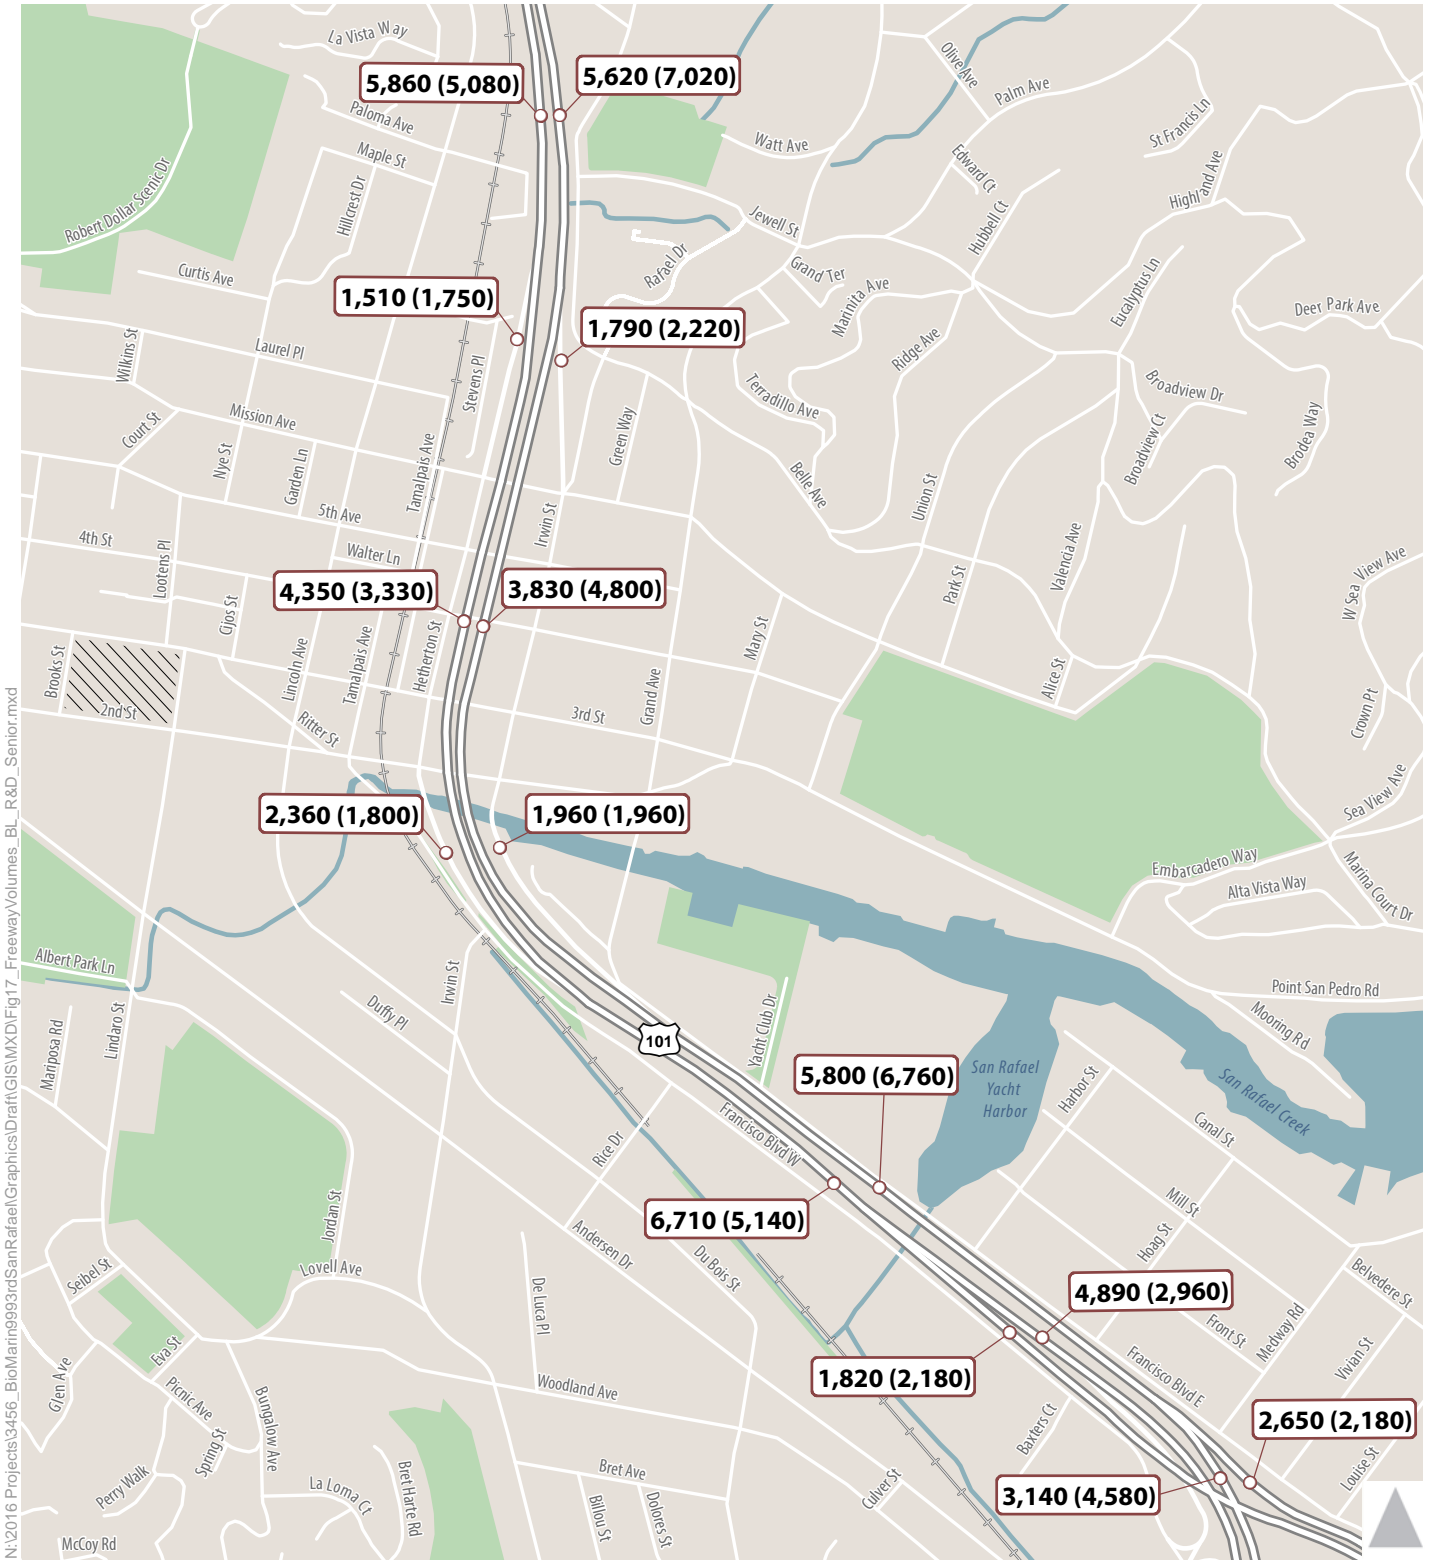 La Vista Way
5,860 (5,080)
5,620 (7,020)
Olive Ave
Palm Ave
Paloma Ave
St Francis Ln
Watt Ave
Maple St
Edward Ct
Highland Ave
Robert Dollar Scenic Dr
Hillcrest Dr
Jewell St
Hubbell Ct
Curtis Ave
Rafael Dr
Grand Ter
Eucalyptus Ln
1,510 (1,750)
Marinita Ave
Deer Park Ave
1,790 (2,220)
Wilkins St
Laurel Pl
Ridge Ave
Stevens Pl
Terradillo Ave
Broadview Dr
Mission Ave
Court St
Green Way
Broadview Ct
Brodea Way
Nye St
Garden Ln
Tamalpais Ave
Belle Ave
Union St
5th Ave
Irwin St
4th St
Walter Ln
Lootens Pl
Valencia Ave
View Ave
W Sea
4,350 (3,330)
3,830 (4,800)
Park St
Cijos St
Mary St
Brooks St
Lincoln Ave
Tamalpais Ave
Hetherton St
Grand Ave
Alice St
Crown Pt
2nd St
Ritter St
3rd St
Sea View Ave
2,360 (1,800)
1,960 (1,960)
Embarcadero Way
Alta Vista Way
Marina Court Dr
Albert Park Ln
Irwin St
Point San Pedro Rd
Duffy Pl
Mooring Rd
Mariposa Rd
Lindaro St
101
Yacht Club Dr
5,800 (6,760)
San Rafael
Yacht
Harbor
Harbor St
San Rafael Creek
Canal St
Francisco Blvd W
Rice Dr
Mill St
6,710 (5,140)
Jordan St
Andersen Dr
Hoag St
Du Bois St
Seibel St
Lovell Ave
Belvedere St
4,890 (2,960)
De Luca Pl
Front St
Medway Rd
Eva St
1,820 (2,180)
Vivian St
Glen Ave
Francisco Blvd E
Picnic Ave
Woodland Ave
Bungalow Ave
2,650 (2,180)
Baxters Ct
Spring St
Bret Ave
Louise St
Perry Walk
La Loma Ct
Bret Harte Rd
Culver St
3,140 (4,580)
Billou St
Dolores St
McCoy Rd
N:\2016 Projects\3456_BioMarin9993rdSanRafael\Graphics\Draft\GIS\MXD\Fig17_FreewayVolumes_BL_R&D_Senior.mxd